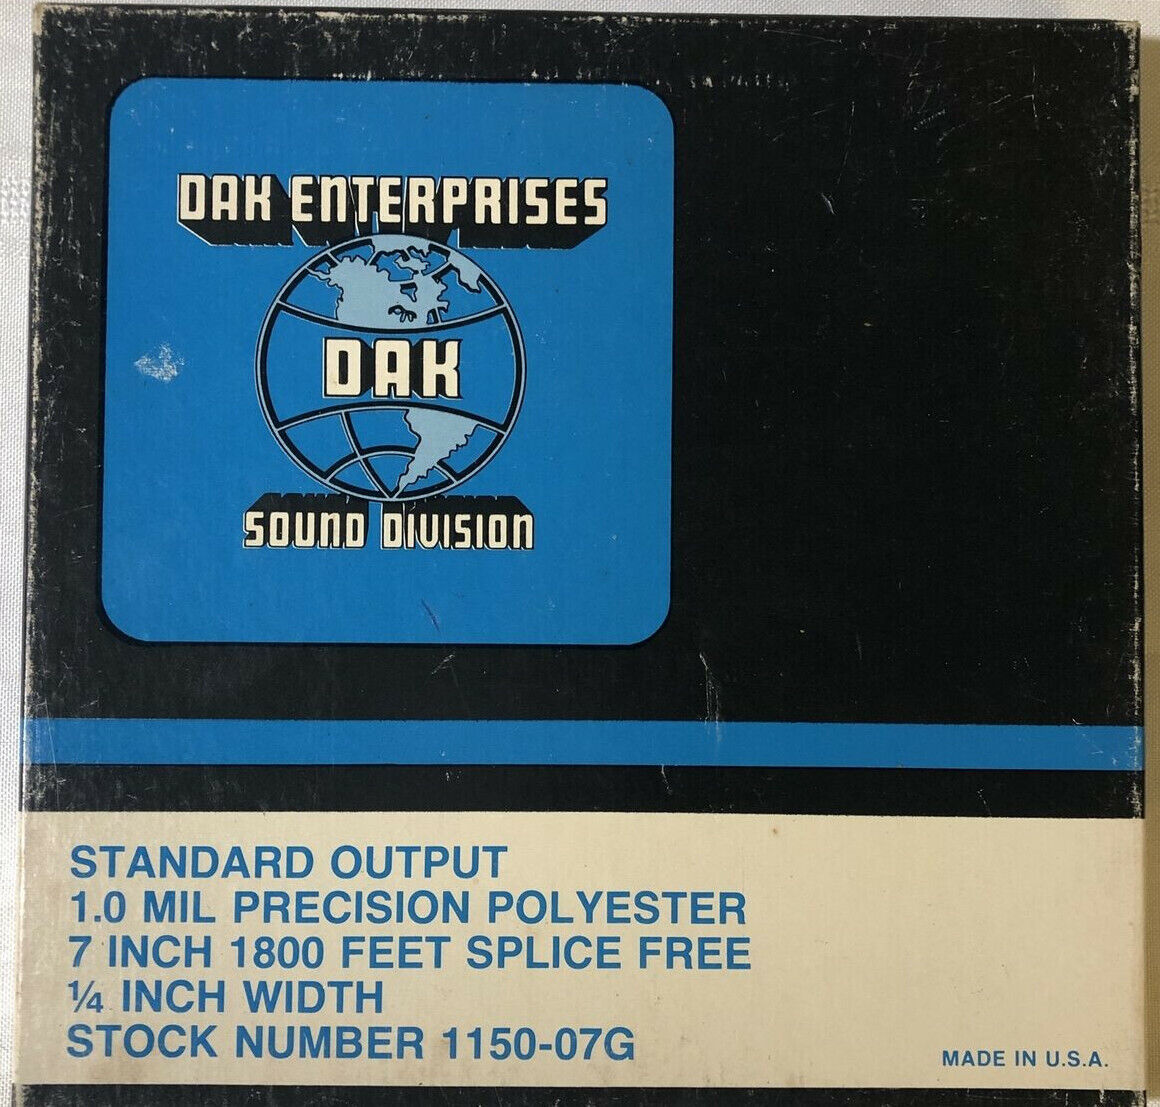 DAK ENTERPRISES
DAK
SOUND DIVISION
STANDARD OUTPUT
1.0 MIL PRECISION POLYESTER
7 INCH 1800 FEET SPLICE FREE
¼ INCH WIDTH
STOCK NUMBER 1150-07G
MADE IN U.S.A.